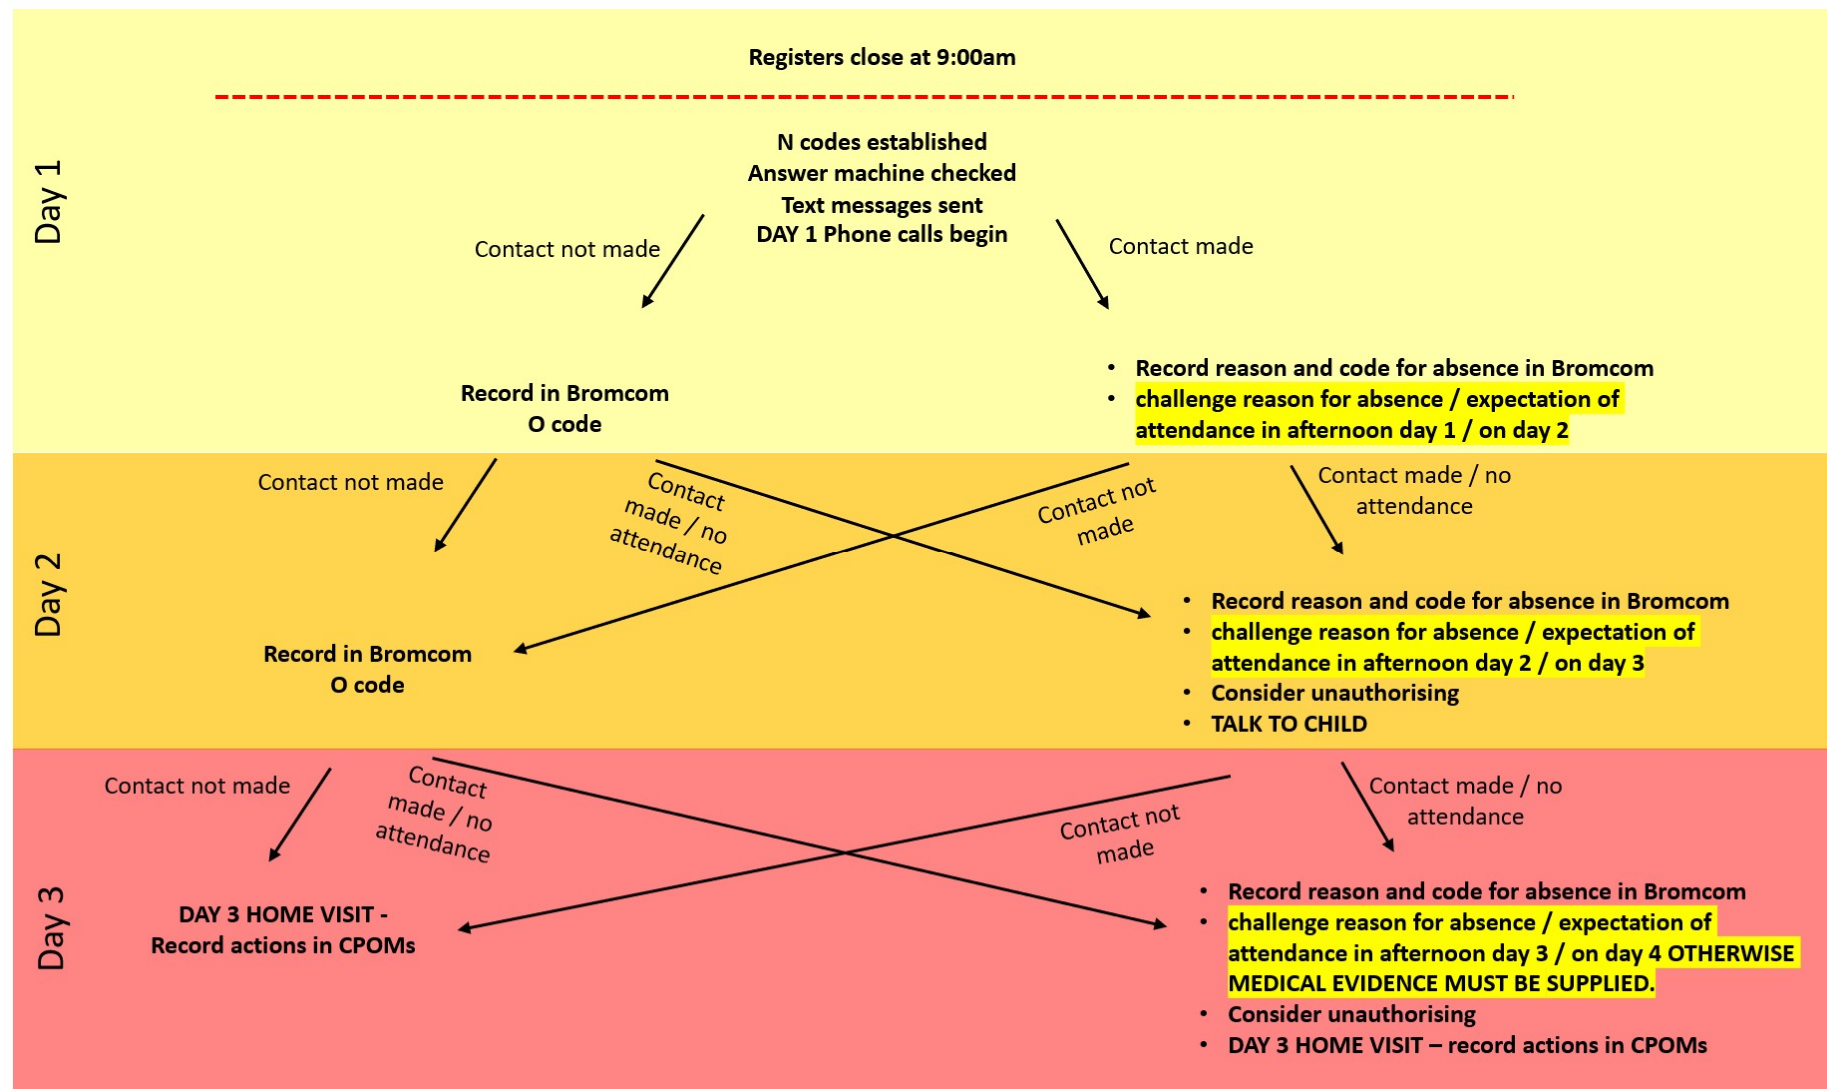 Registers close at 9:00am
Day 1
N codes established
Answer machine checked
Text messages sent
DAY 1 Phone calls begin
Contact not made
Contact made
Record in Bromcom
O code
• Record reason and code for absence in Bromcom
• challenge reason for absence / expectation of
attendance in afternoon day 1 / on day 2
Day 2
Contact not made
Contact
made / no
attendance
Contact not
made
Contact made / no
attendance
Record in Bromcom
O code
• Record reason and code for absence in Bromcom
• challenge reason for absence / expectation of
attendance in afternoon day 2 / on day 3
• Consider unauthorising
• TALK TO CHILD
Day 3
Contact not made
Contact
made / no
attendance
Contact not
made
Contact made / no
attendance
DAY 3 HOME VISIT -
Record actions in CPOMs
• Record reason and code for absence in Bromcom
• challenge reason for absence / expectation of
attendance in afternoon day 3 / on day 4 OTHERWISE
MEDICAL EVIDENCE MUST BE SUPPLIED.
• Consider unauthorising
• DAY 3 HOME VISIT – record actions in CPOMs